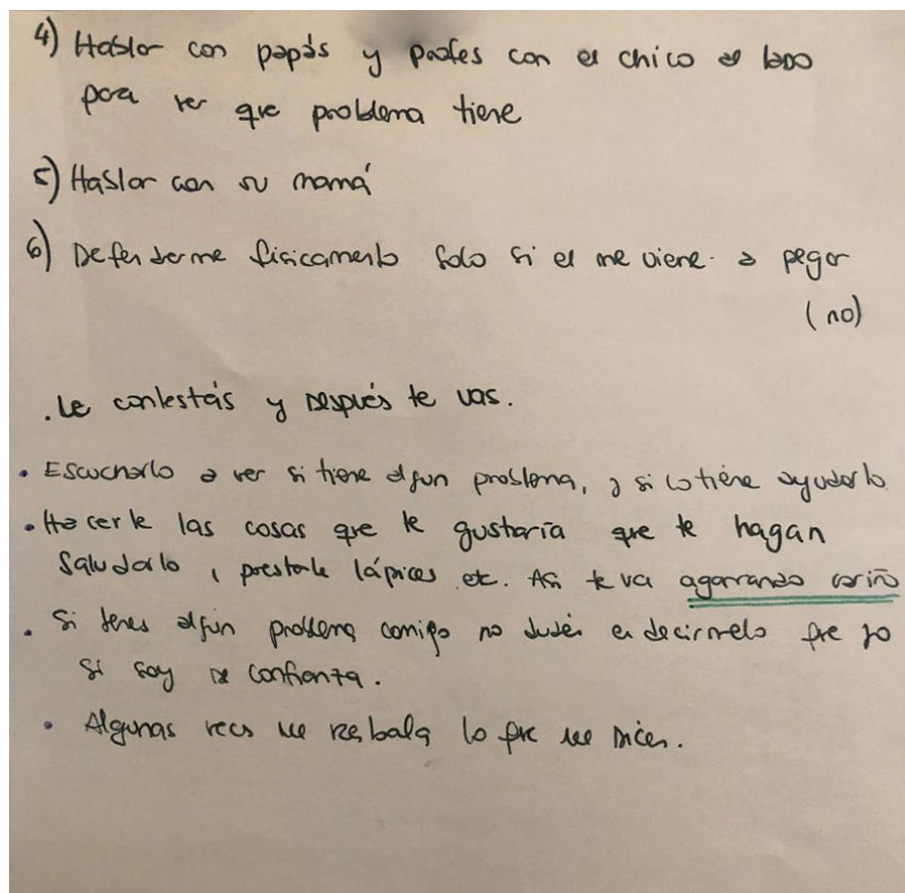 4) Hablar con papás y profes con el chico al lado
para ver que problema tiene
5) Hablar con su mamá
6) Defenderme fisicamente solo si el me viene a pegar
(no)
. Le contestás y después te vas.
• Escucharlo a ver si tiene algun problema, y si lo tiene ayudarlo
• Hacerle las cosas que te gustaría que te hagan
Saludarlo, prestarle lápices etc. Asi te va agarrando cariño
. Si tenes algún problema conmigo no dudes en decirmelo que yo
si soy de confianza.
• Algunas veces me resbala lo que me dicen.